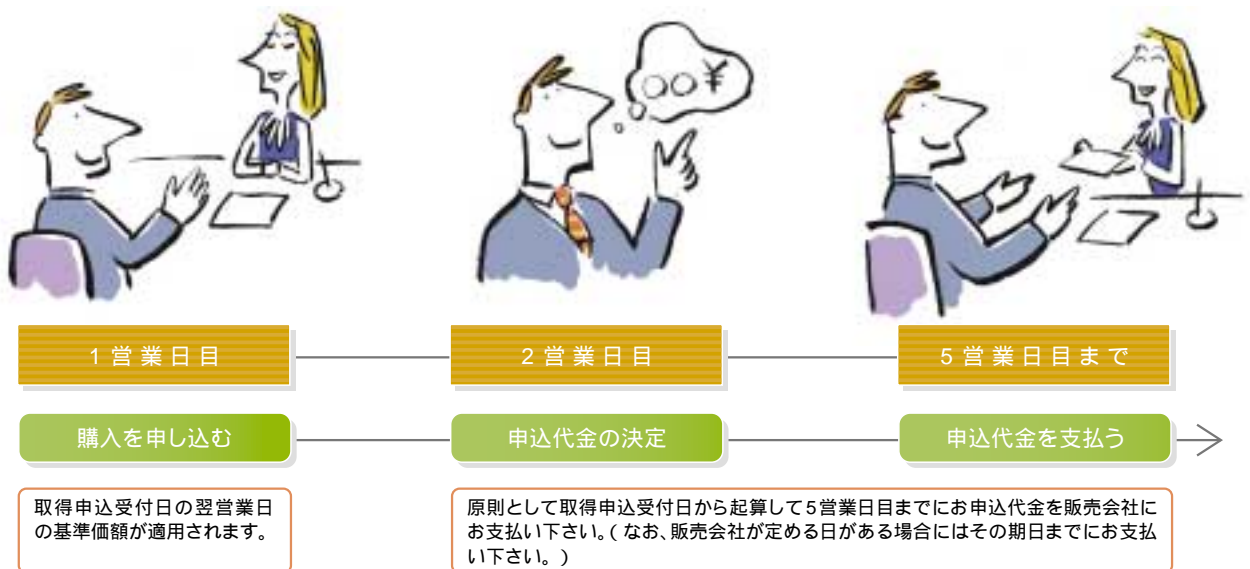 ○○¥
1営業日目
2営業日目
5営業日目まで
購入を申し込む
申込代金の決定
申込代金を支払う
取得申込受付日の翌営業日
の基準価額が適用されます。
原則として取得申込受付日から起算して5営業日目までにお申込代金を販売会社に
お支払い下さい。(なお、販売会社が定める日がある場合にはその期日までにお支払
い下さい。)